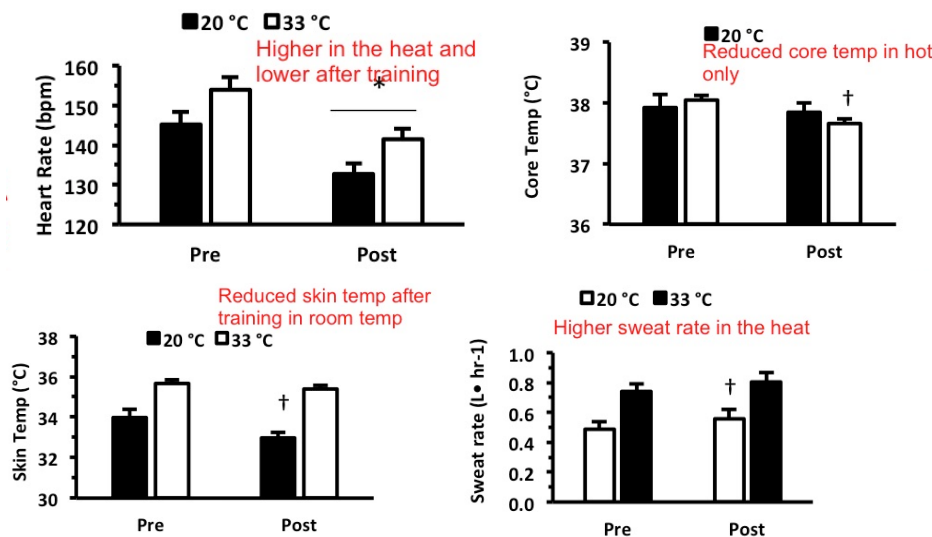 20 °C 33 °C
Higher in the heat and
lower after training
*
Heart Rate (bpm)
160
150
140
130
120
Pre Post
20 °C
Reduced core temp in hot
only
Core Temp (°C)
39
38
37
36
†
Pre Post
Reduced skin temp after
training in room temp
20 °C 33 °C
Skin Temp (°C)
38
36
34
32
30
†
Pre Post
20 °C 33 °C
Higher sweat rate in the heat
Sweat rate (L• hr-1)
1.0
0.8
0.6
0.4
0.2
0.0
†
Pre Post